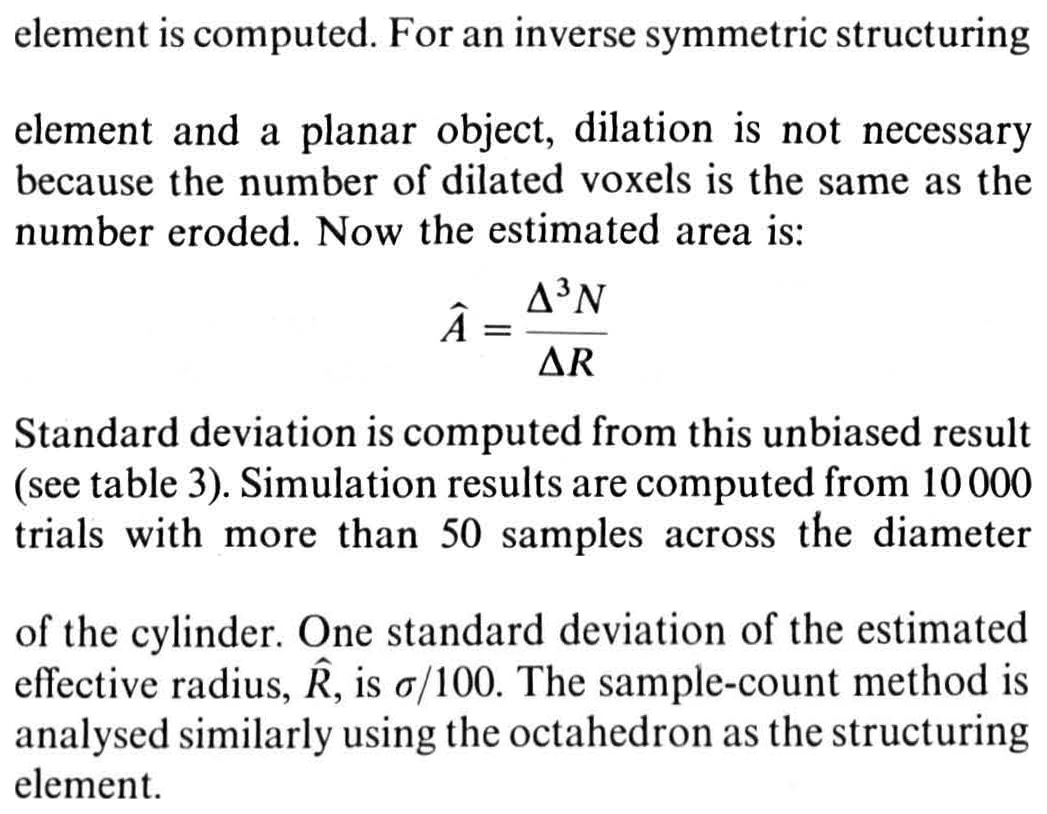 element is computed. For an inverse symmetric structuring
element and a planar object, dilation is not necessary
because the number of dilated voxels is the same as the
number eroded. Now the estimated area is:
Â = Δ³N / ΔR
Standard deviation is computed from this unbiased result
(see table 3). Simulation results are computed from 10 000
trials with more than 50 samples across the diameter
of the cylinder. One standard deviation of the estimated
effective radius, R̂, is σ/100. The sample-count method is
analysed similarly using the octahedron as the structuring
element.